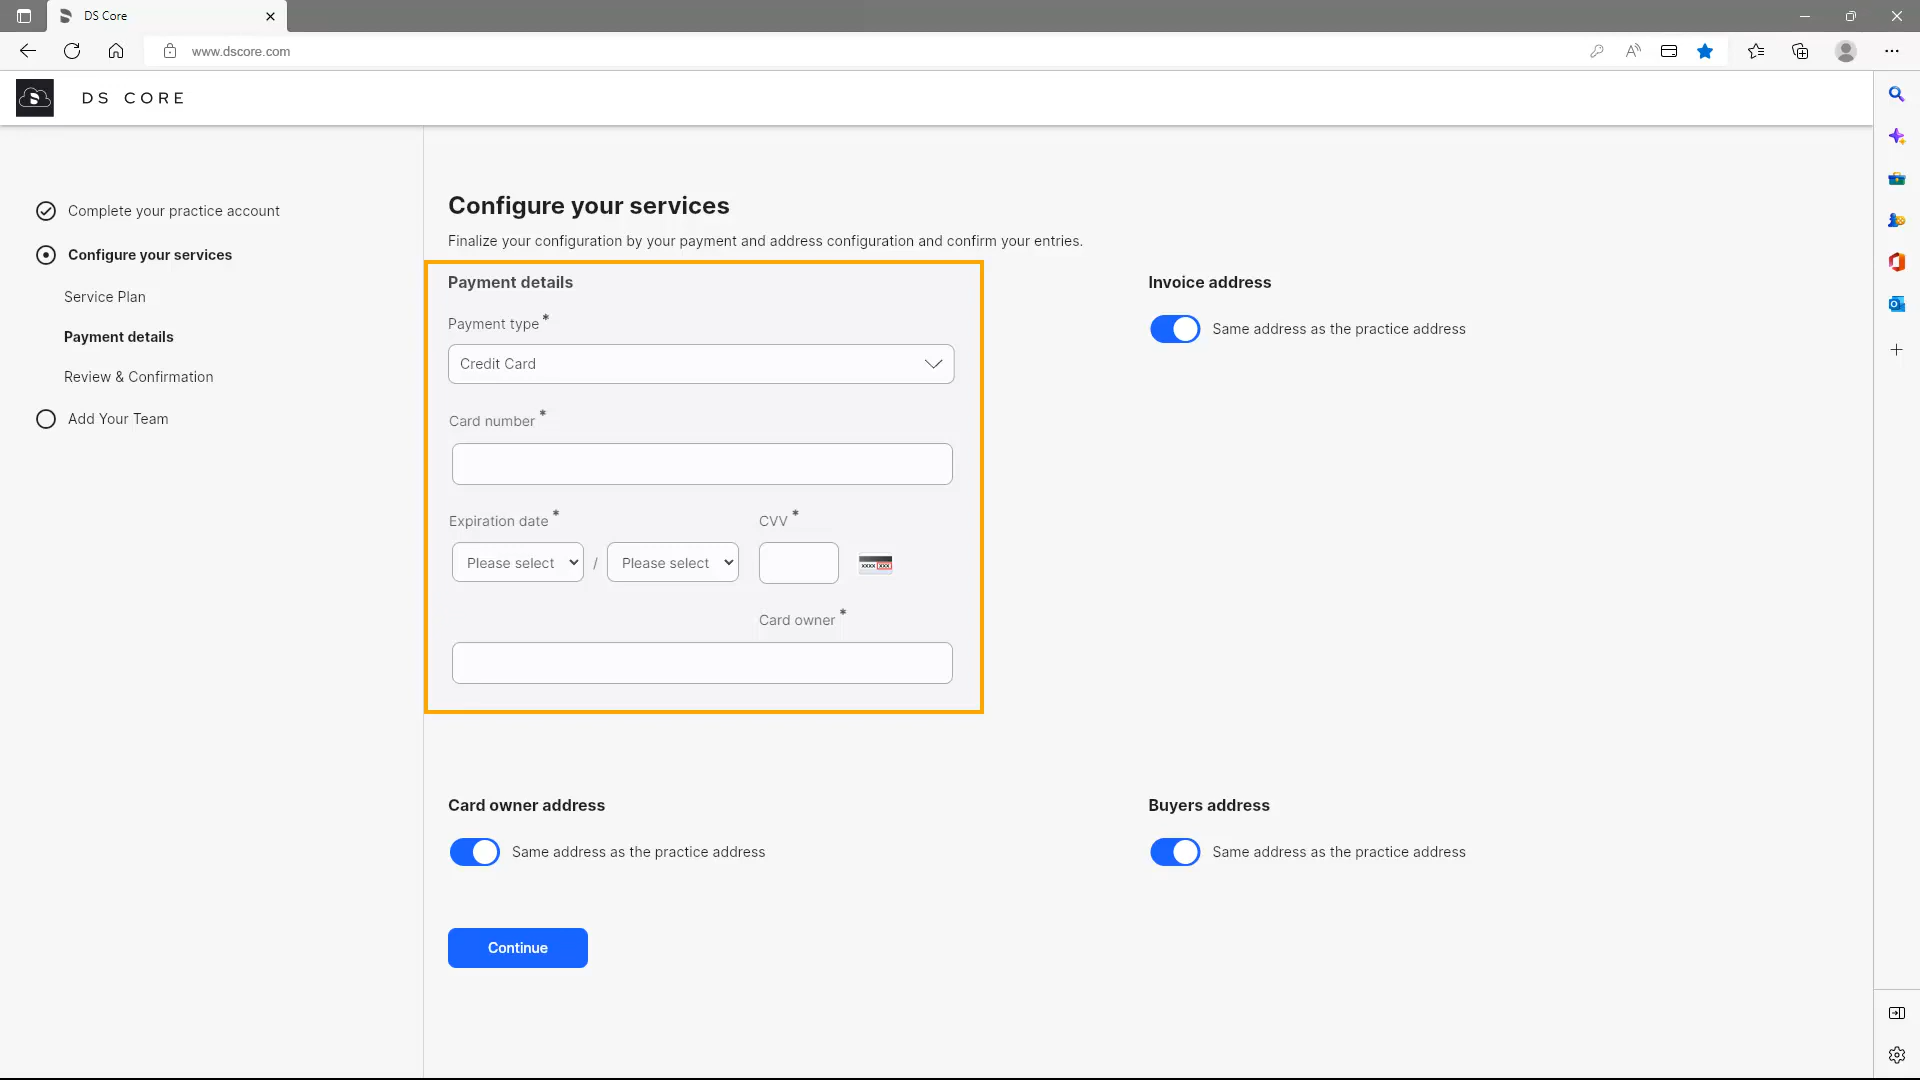 DS Core
www.dscore.com
DS CORE
Complete your practice account
Configure your services
Service Plan
Payment details
Review & Confirmation
Add Your Team
Configure your services
Finalize your configuration by your payment and address configuration and confirm your entries.
Payment details
Payment type *
Credit Card
Card number *
Expiration date *
CVV *
Please select / Please select
xxxx xxx
Card owner *
Invoice address
Same address as the practice address
Card owner address
Same address as the practice address
Buyers address
Same address as the practice address
Continue